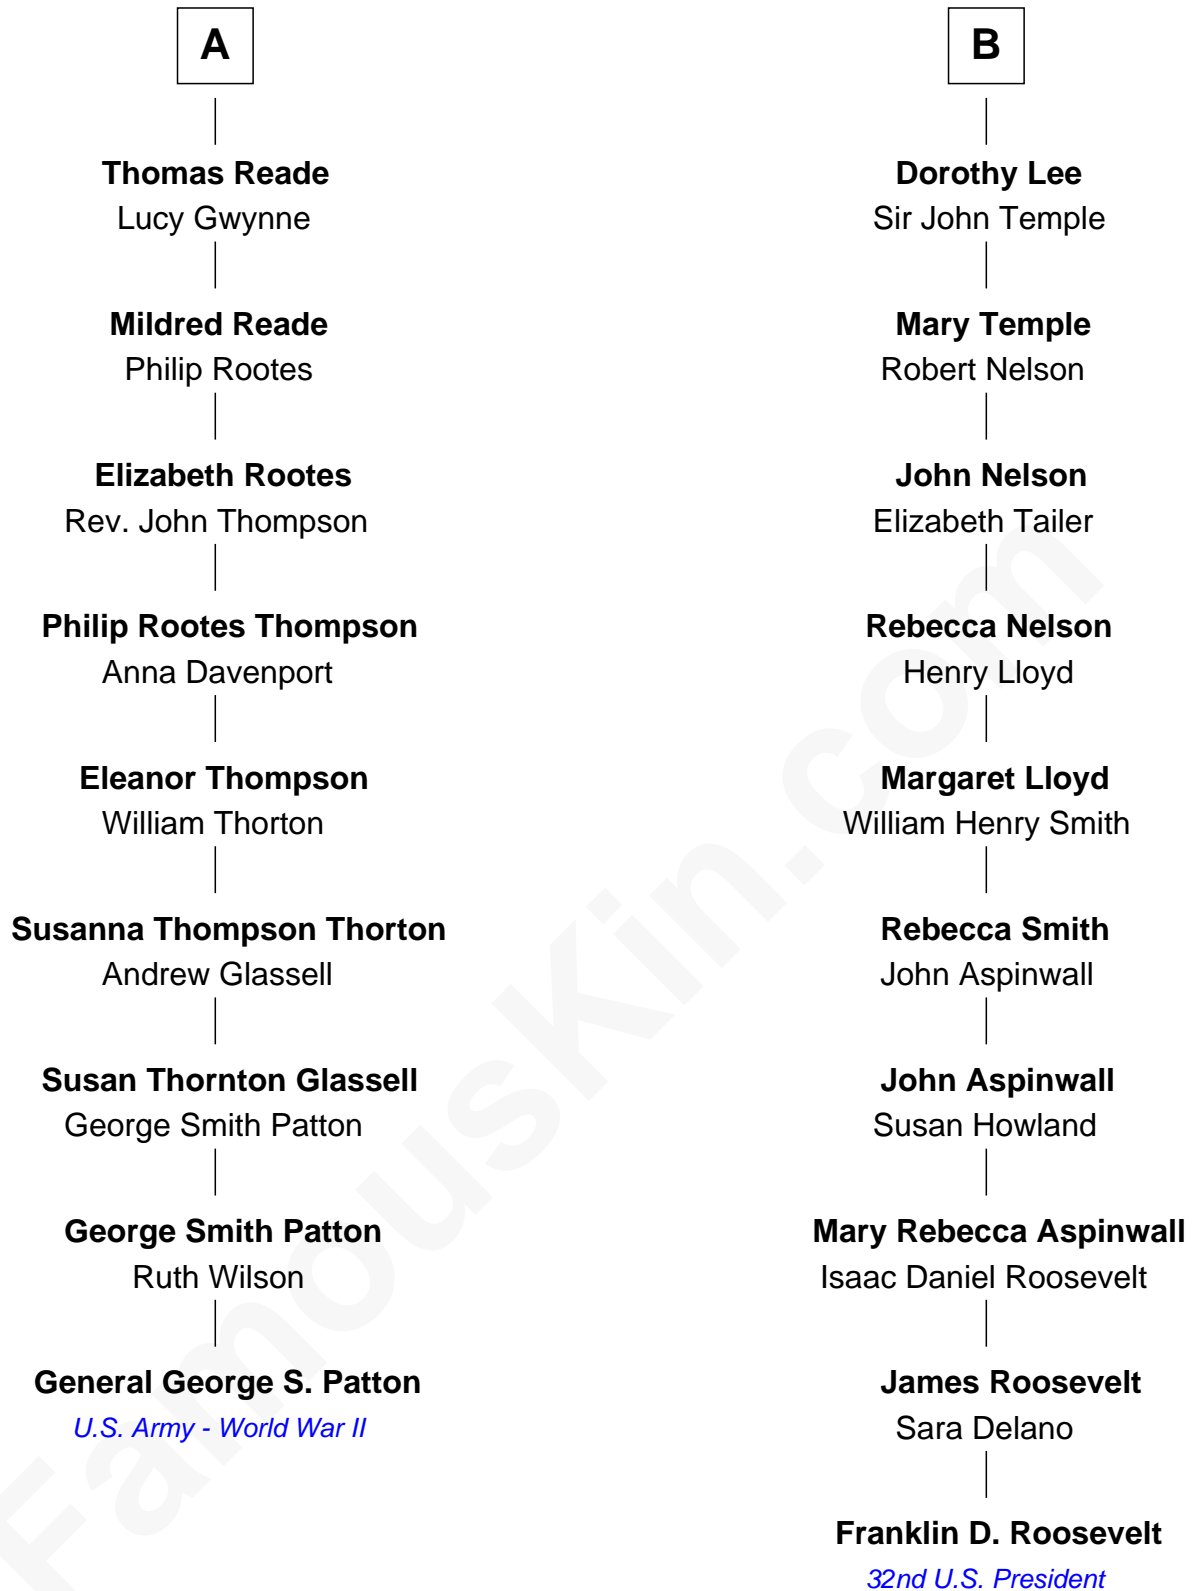 A
Thomas Reade
Lucy Gwynne
Mildred Reade
Philip Rootes
Elizabeth Rootes
Rev. John Thompson
Philip Rootes Thompson
Anna Davenport
Eleanor Thompson
William Thorton
Susanna Thompson Thorton
Andrew Glassell
Susan Thornton Glassell
George Smith Patton
George Smith Patton
Ruth Wilson
General George S. Patton
U.S. Army - World War II
B
Dorothy Lee
Sir John Temple
Mary Temple
Robert Nelson
John Nelson
Elizabeth Tailer
Rebecca Nelson
Henry Lloyd
Margaret Lloyd
William Henry Smith
Rebecca Smith
John Aspinwall
John Aspinwall
Susan Howland
Mary Rebecca Aspinwall
Isaac Daniel Roosevelt
James Roosevelt
Sara Delano
Franklin D. Roosevelt
32nd U.S. President
FamousKin.com